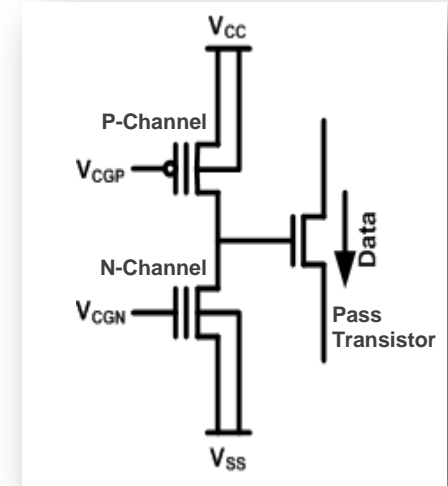 VCC
P-Channel
VCGP
N-Channel
VCGN
Data
Pass
Transistor
VSS